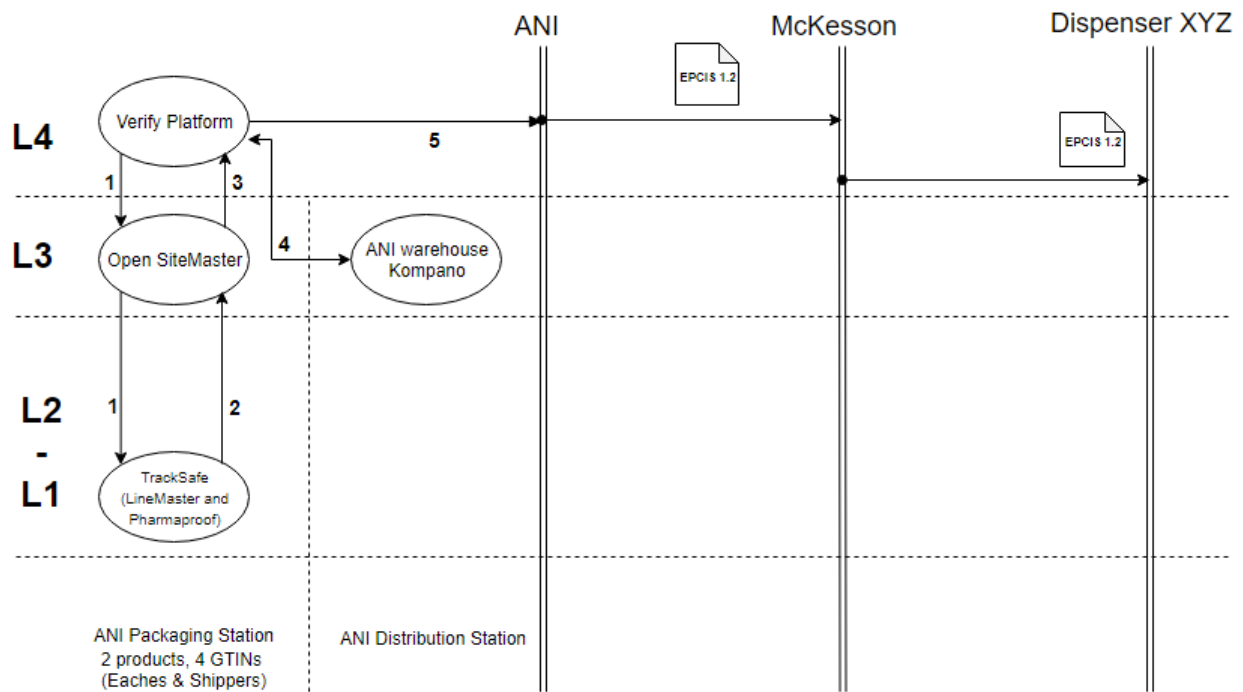 ANI
McKesson
Dispenser XYZ
EPCIS 1.2
Verify Platform
L4
5
EPCIS 1.2
1
3
L3
Open SiteMaster
4
ANI warehouse
Kompano
L2
-
L1
1
2
TrackSafe
(LineMaster and
Pharmaproof)
ANI Packaging Station
2 products, 4 GTINs
(Eaches & Shippers)
ANI Distribution Station